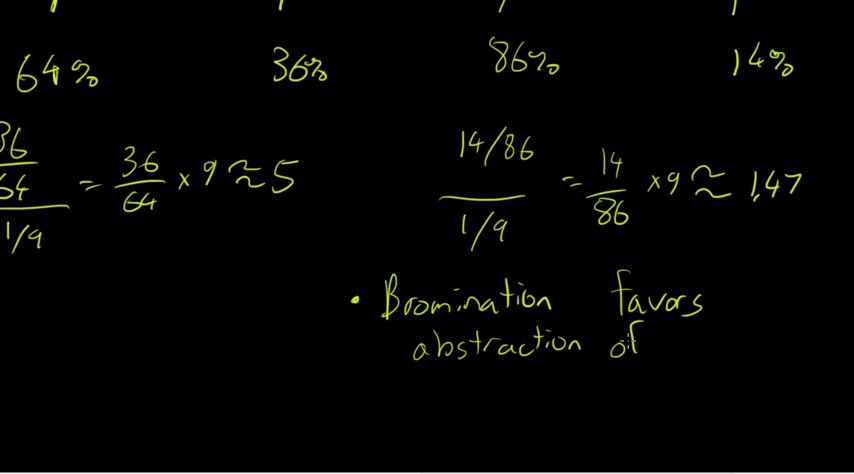 64% 36% 86% 14%
36/64 / 1/9 = 36/64 × 9 ≈ 5
14/86 / 1/9 = 14/86 × 9 ≈ 1.47
• Bromination favors
abstraction of